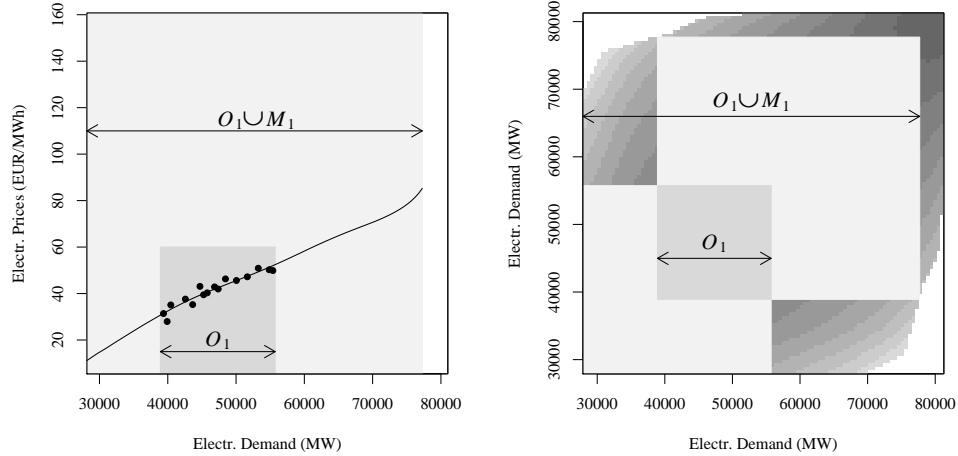 160
140
120
100
80
60
40
20
Electr. Prices (EUR/MWh)
O1∪M1
O1
30000 40000 50000 60000 70000 80000
Electr. Demand (MW)
80000
70000
60000
50000
40000
30000
Electr. Demand (MW)
O1∪M1
O1
30000 40000 50000 60000 70000 80000
Electr. Demand (MW)